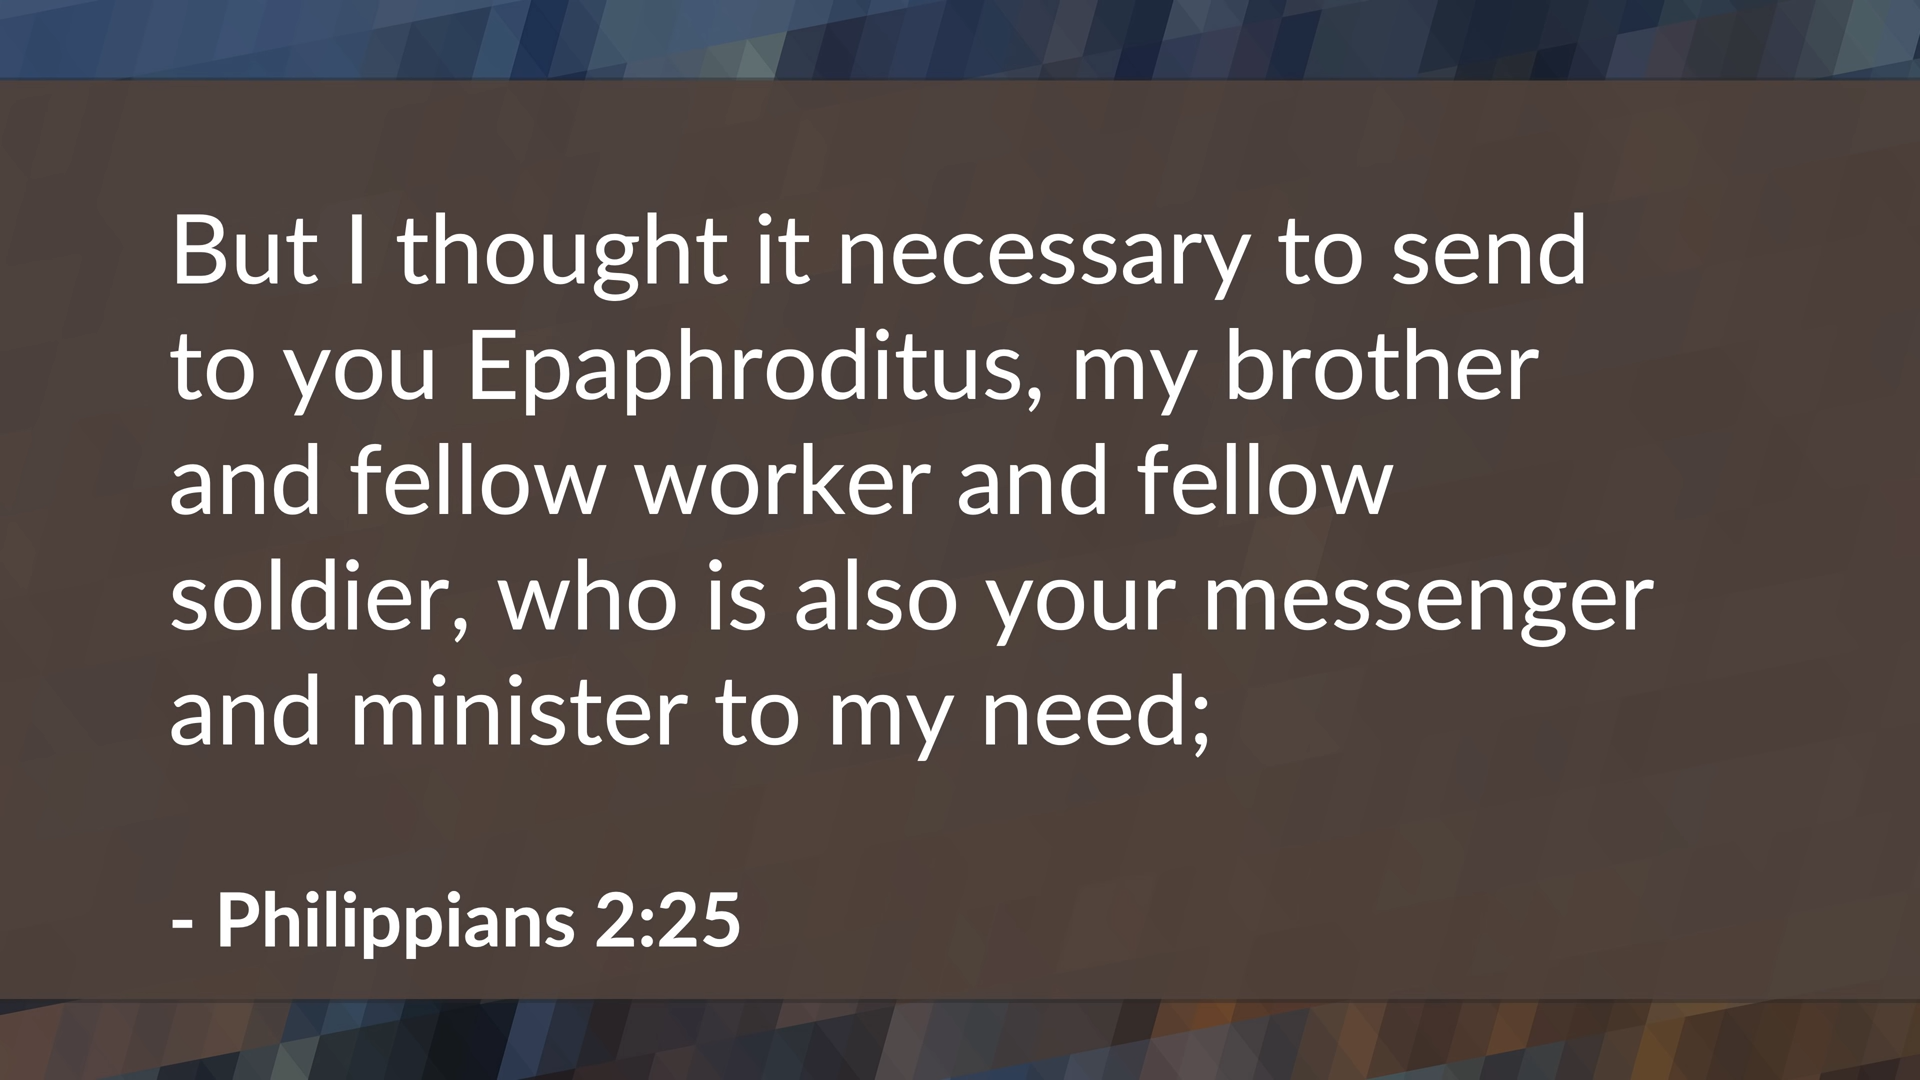 But I thought it necessary to send
to you Epaphroditus, my brother
and fellow worker and fellow
soldier, who is also your messenger
and minister to my need;
- Philippians 2:25